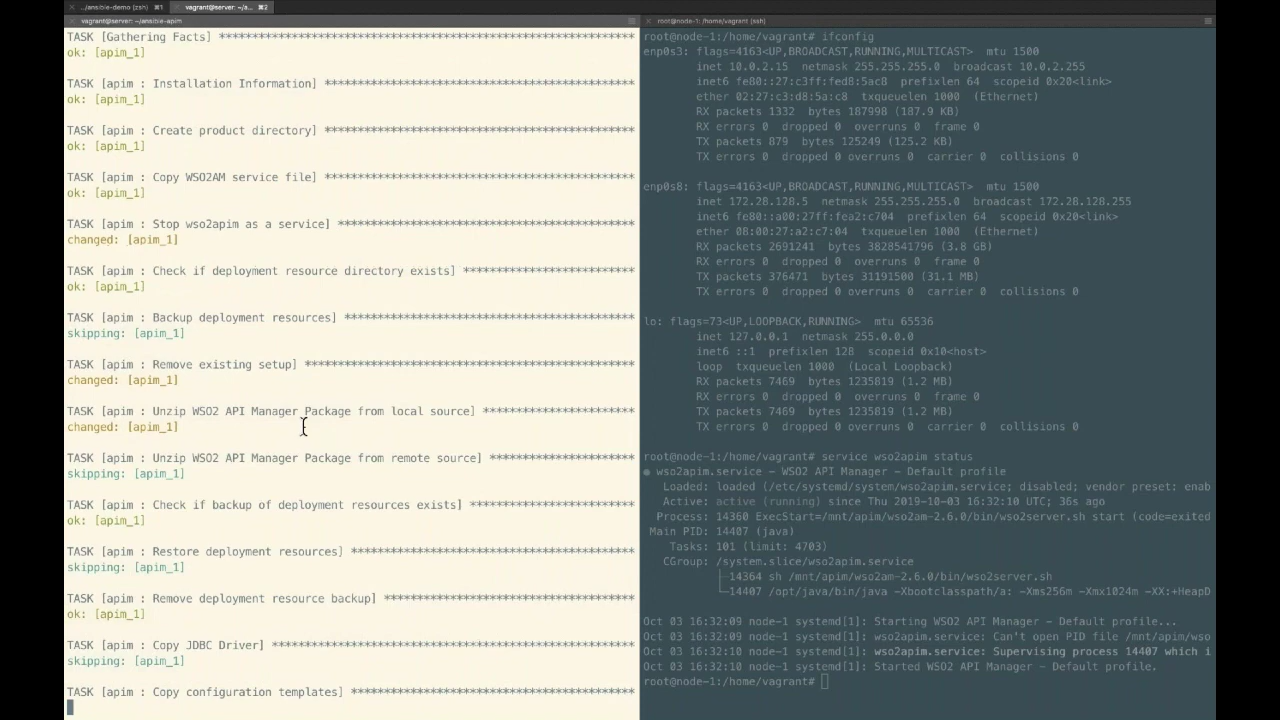 ../ansible-demo (zsh) ⌘1
vagrant@server: ~/a... ⌘2
vagrant@server: ~/ansible-apim
TASK [Gathering Facts] ****************************************************************
ok: [apim_1]
TASK [apim : Installation Information] ************************************************
ok: [apim_1]
TASK [apim : Create product directory] ************************************************
ok: [apim_1]
TASK [apim : Copy WSO2AM service file] ************************************************
ok: [apim_1]
TASK [apim : Stop wso2apim as a service] **********************************************
changed: [apim_1]
TASK [apim : Check if deployment resource directory exists] ***************************
ok: [apim_1]
TASK [apim : Backup deployment resources] *********************************************
skipping: [apim_1]
TASK [apim : Remove existing setup] ***************************************************
changed: [apim_1]
TASK [apim : Unzip WSO2 API Manager Package from local source] ************************
changed: [apim_1]
TASK [apim : Unzip WSO2 API Manager Package from remote source] ***********************
skipping: [apim_1]
TASK [apim : Check if backup of deployment resources exists] **************************
ok: [apim_1]
TASK [apim : Restore deployment resources] ********************************************
skipping: [apim_1]
TASK [apim : Remove deployment resource backup] ***************************************
ok: [apim_1]
TASK [apim : Copy JDBC Driver] ********************************************************
skipping: [apim_1]
TASK [apim : Copy configuration templates] ********************************************
root@node-1: /home/vagrant (ssh)
root@node-1:/home/vagrant# ifconfig
enp0s3: flags=4163<UP,BROADCAST,RUNNING,MULTICAST> mtu 1500
inet 10.0.2.15 netmask 255.255.255.0 broadcast 10.0.2.255
inet6 fe80::27:c3ff:fed8:5ac8 prefixlen 64 scopeid 0x20<link>
ether 02:27:c3:d8:5a:c8 txqueuelen 1000 (Ethernet)
RX packets 1332 bytes 187998 (187.9 KB)
RX errors 0 dropped 0 overruns 0 frame 0
TX packets 879 bytes 125249 (125.2 KB)
TX errors 0 dropped 0 overruns 0 carrier 0 collisions 0
enp0s8: flags=4163<UP,BROADCAST,RUNNING,MULTICAST> mtu 1500
inet 172.28.128.5 netmask 255.255.255.0 broadcast 172.28.128.255
inet6 fe80::a00:27ff:fea2:c704 prefixlen 64 scopeid 0x20<link>
ether 08:00:27:a2:c7:04 txqueuelen 1000 (Ethernet)
RX packets 2691241 bytes 3828541796 (3.8 GB)
RX errors 0 dropped 0 overruns 0 frame 0
TX packets 376471 bytes 31191500 (31.1 MB)
TX errors 0 dropped 0 overruns 0 carrier 0 collisions 0
lo: flags=73<UP,LOOPBACK,RUNNING> mtu 65536
inet 127.0.0.1 netmask 255.0.0.0
inet6 ::1 prefixlen 128 scopeid 0x10<host>
loop txqueuelen 1000 (Local Loopback)
RX packets 7469 bytes 1235819 (1.2 MB)
RX errors 0 dropped 0 overruns 0 frame 0
TX packets 7469 bytes 1235819 (1.2 MB)
TX errors 0 dropped 0 overruns 0 carrier 0 collisions 0
root@node-1:/home/vagrant# service wso2apim status
● wso2apim.service - WSO2 API Manager - Default profile
Loaded: loaded (/etc/systemd/system/wso2apim.service; disabled; vendor preset: enab
Active: active (running) since Thu 2019-10-03 16:32:10 UTC; 36s ago
Process: 14360 ExecStart=/mnt/apim/wso2am-2.6.0/bin/wso2server.sh start (code=exited
Main PID: 14407 (java)
Tasks: 101 (limit: 4703)
CGroup: /system.slice/wso2apim.service
├─14364 sh /mnt/apim/wso2am-2.6.0/bin/wso2server.sh
└─14407 /opt/java/bin/java -Xbootclasspath/a: -Xms256m -Xmx1024m -XX:+HeapD
Oct 03 16:32:09 node-1 systemd[1]: Starting WSO2 API Manager - Default profile...
Oct 03 16:32:09 node-1 systemd[1]: wso2apim.service: Can't open PID file /mnt/apim/wso
Oct 03 16:32:10 node-1 systemd[1]: wso2apim.service: Supervising process 14407 which i
Oct 03 16:32:10 node-1 systemd[1]: Started WSO2 API Manager - Default profile.
root@node-1:/home/vagrant#